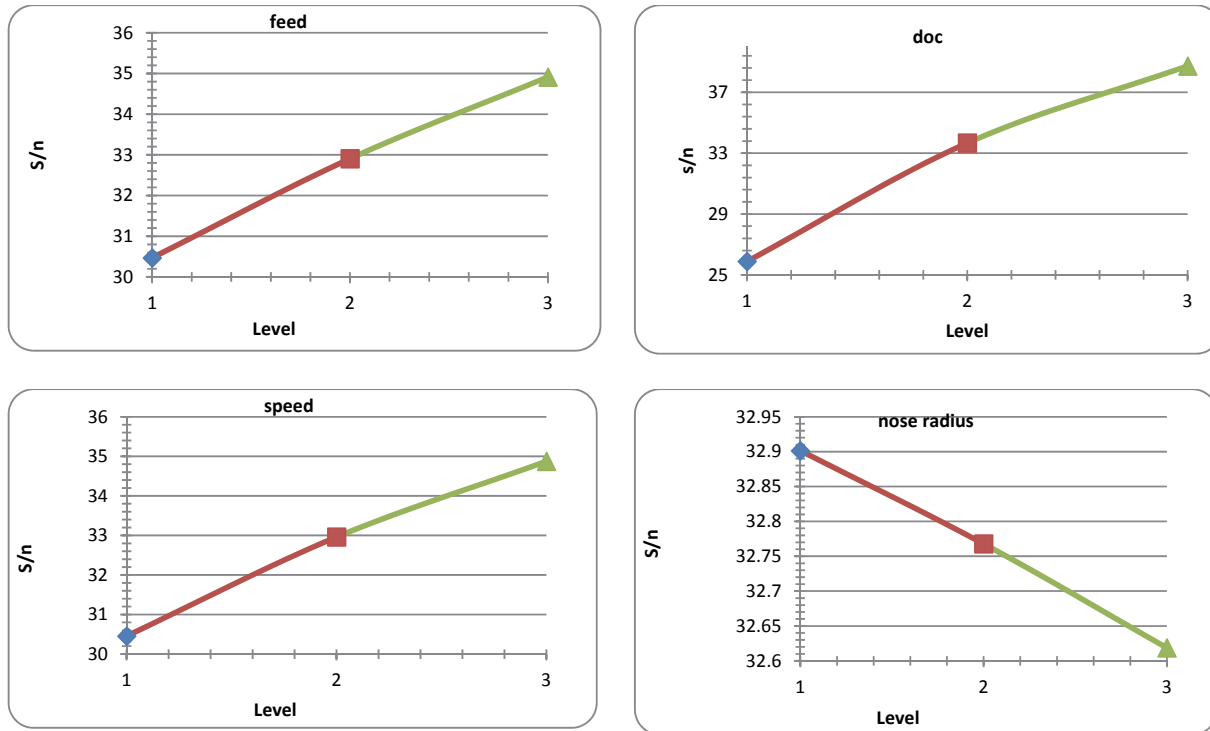 feed
36
35
34
33
32
31
30
S/n
1 2 3
Level
doc
37
33
29
25
s/n
1 2 3
Level
speed
36
35
34
33
32
31
30
S/n
1 2 3
Level
nose radius
32.95
32.9
32.85
32.8
32.75
32.7
32.65
32.6
S/n
1 2 3
Level